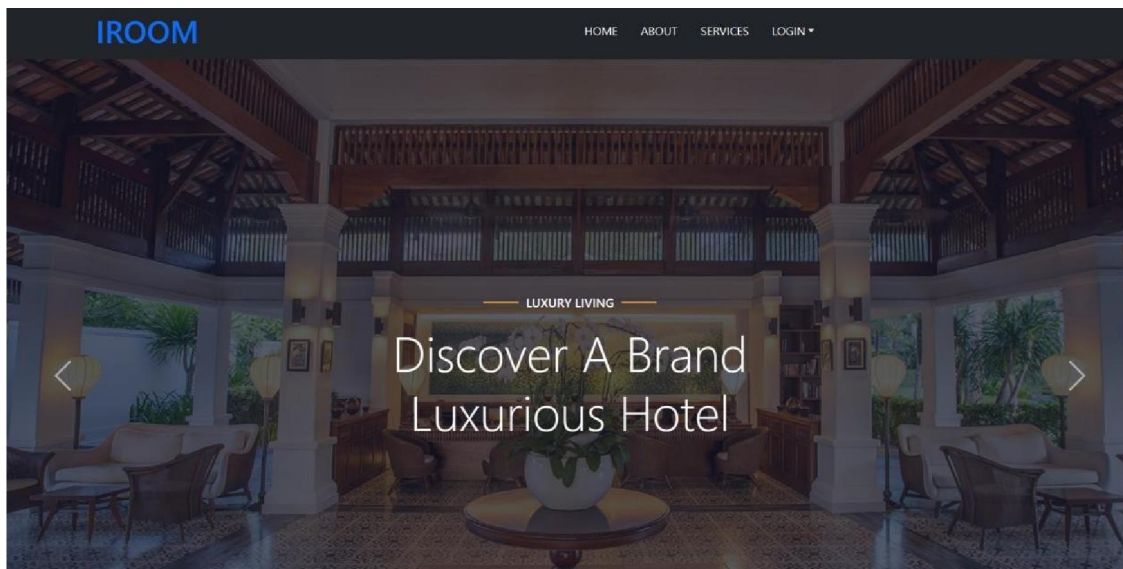 IROOM
HOME ABOUT SERVICES LOGIN
LUXURY LIVING
Discover A Brand
Luxurious Hotel